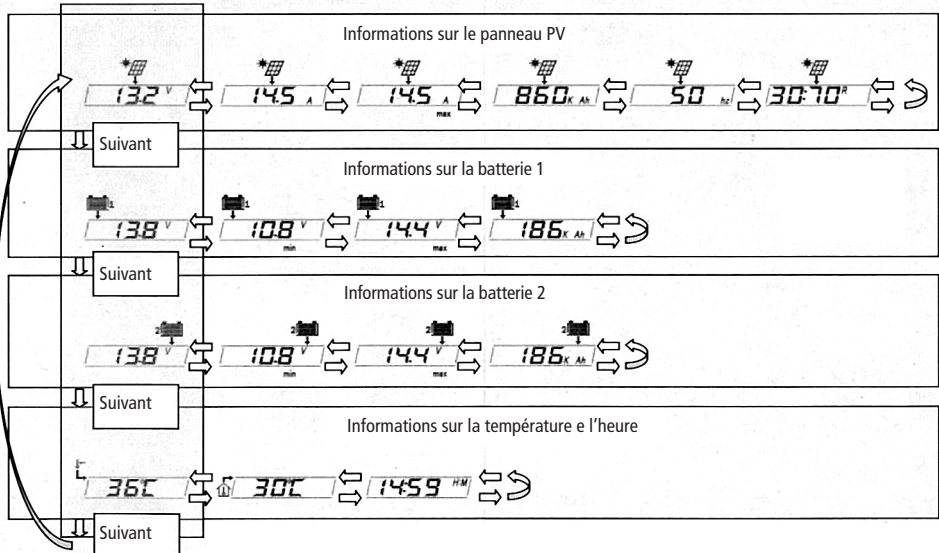 Informations sur le panneau PV
13.2 V 14.5 A 14.5 A max 860 K Ah 50 hz 30:70 R
Suivant
Informations sur la batterie 1
1 1 1 1
13.8 V 10.8 V min 14.4 V max 186 K Ah
Suivant
Informations sur la batterie 2
2 2 2 2
13.8 V 10.8 V min 14.4 V max 186 K Ah
Suivant
Informations sur la température e l'heure
36°C 30°C 14:59 H:M
Suivant